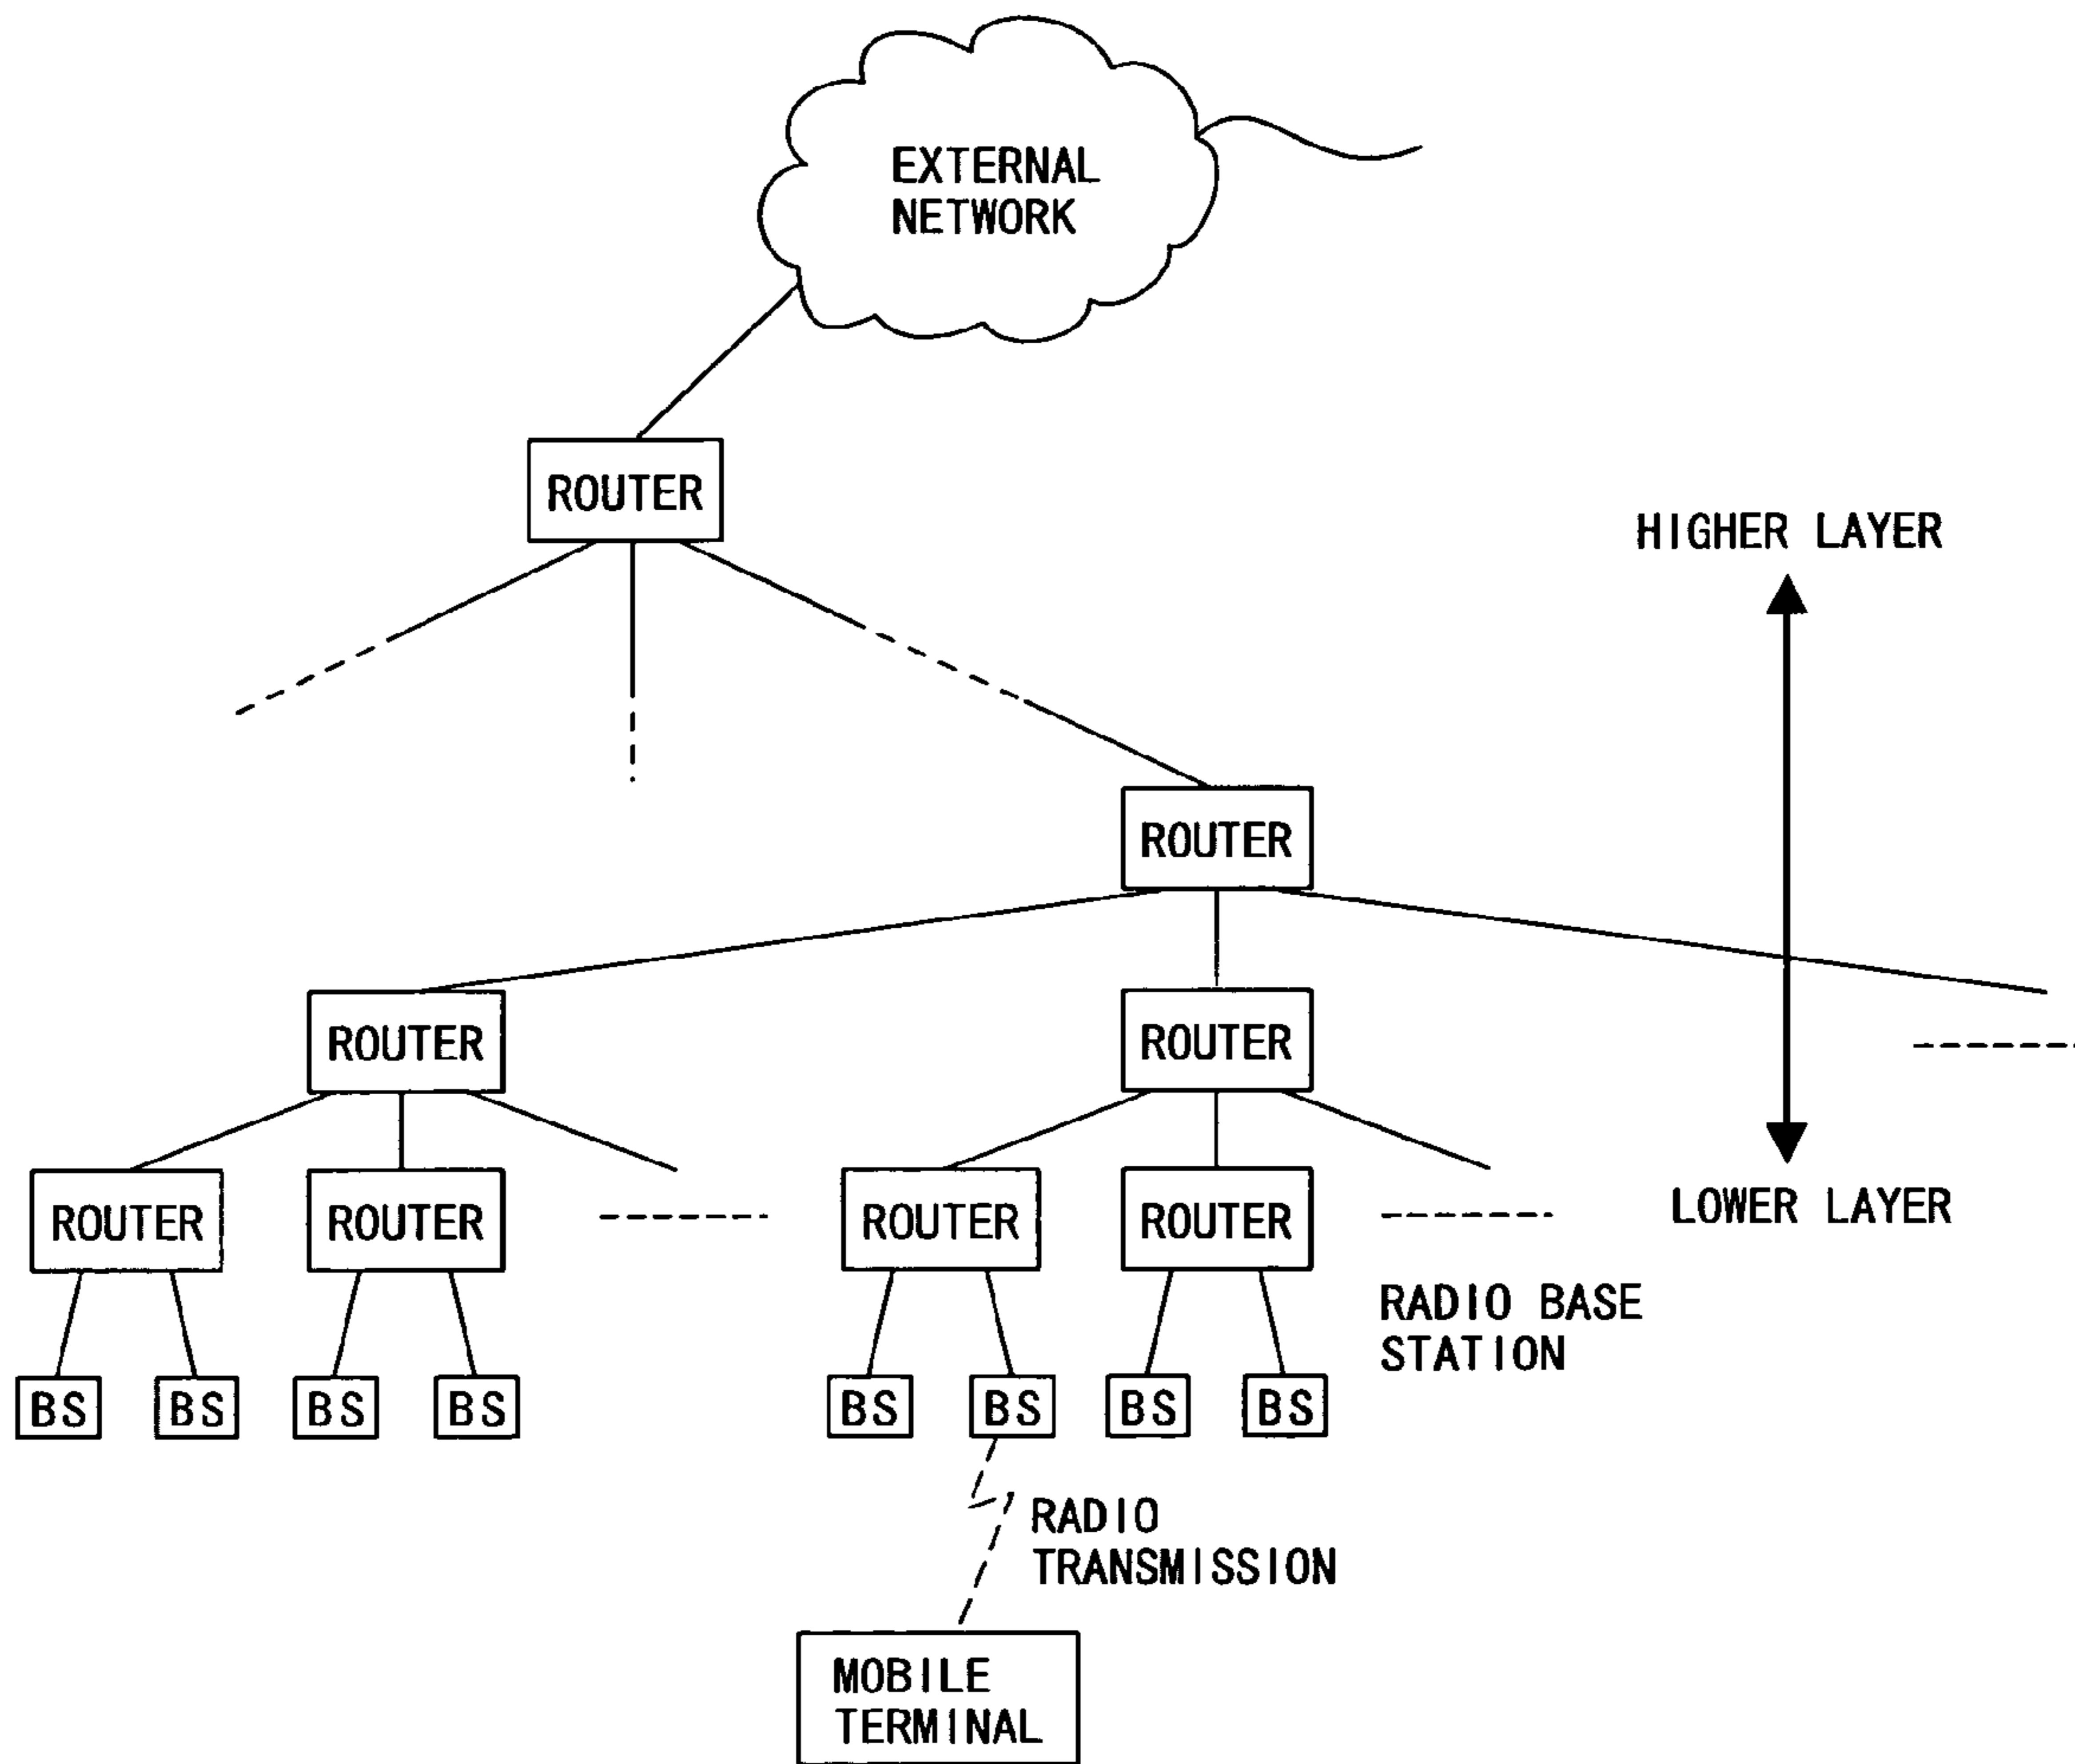 EXTERNAL
NETWORK
ROUTER
HIGHER LAYER
ROUTER
ROUTER
ROUTER
ROUTER
ROUTER
ROUTER
ROUTER
LOWER LAYER
RADIO BASE
STATION
BS
BS
BS
BS
BS
BS
BS
BS
RADIO
TRANSMISSION
MOBILE
TERMINAL